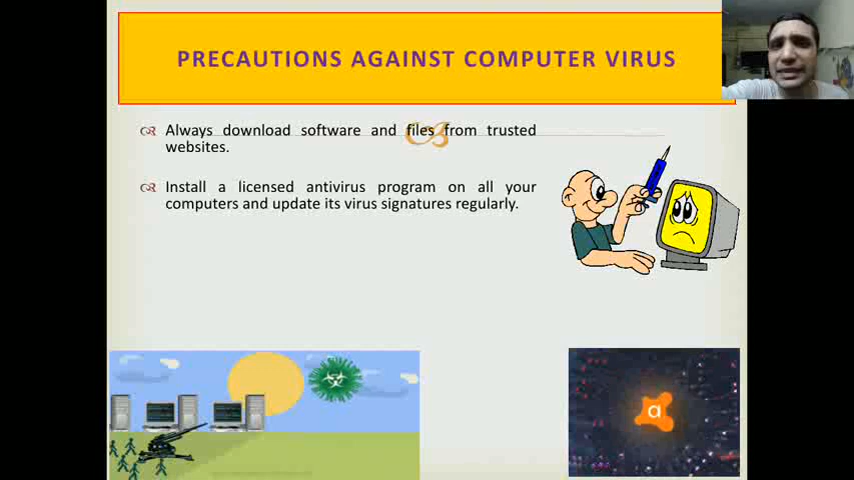 PRECAUTIONS AGAINST COMPUTER VIRUS
Always download software and files from trusted
websites.
Install a licensed antivirus program on all your
computers and update its virus signatures regularly.
a